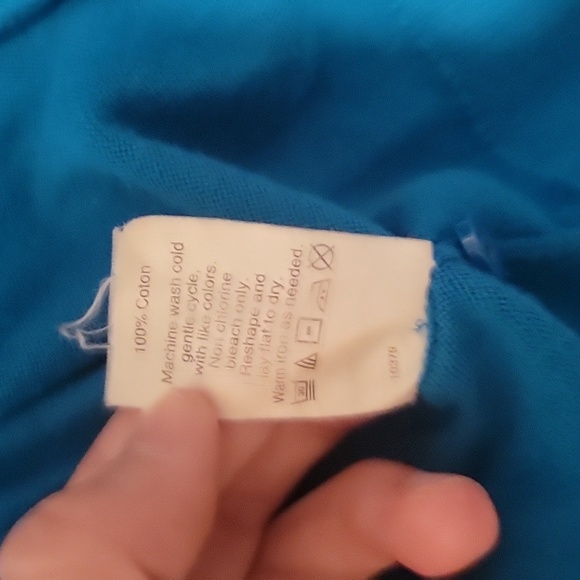 100% Coton
Machine wash cold
gentle cycle,
with like colors.
Non chlorine
bleach only.
Reshape and
lay flat to dry.
Warm iron as needed.
30